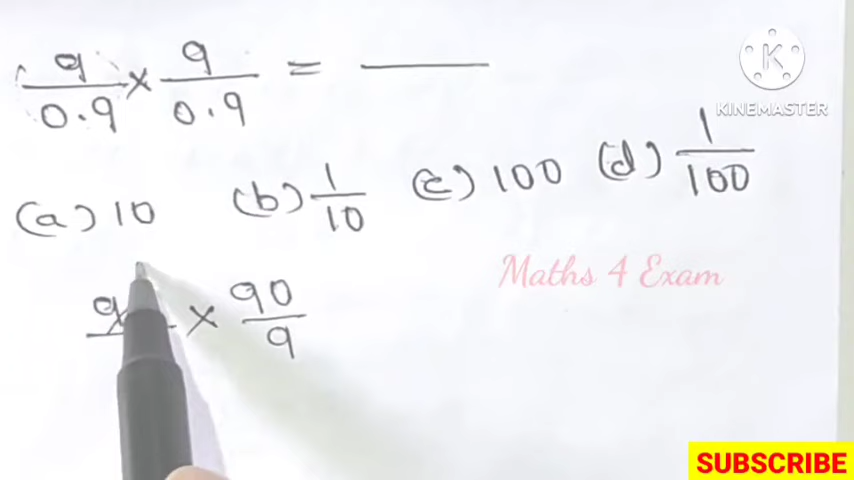 9/0.9 × 9/0.9 = ____
K
KINEMASTER
(a) 10 (b) 1/10 (c) 100 (d) 1/100
Maths 4 Exam
9 × 90/9
SUBSCRIBE